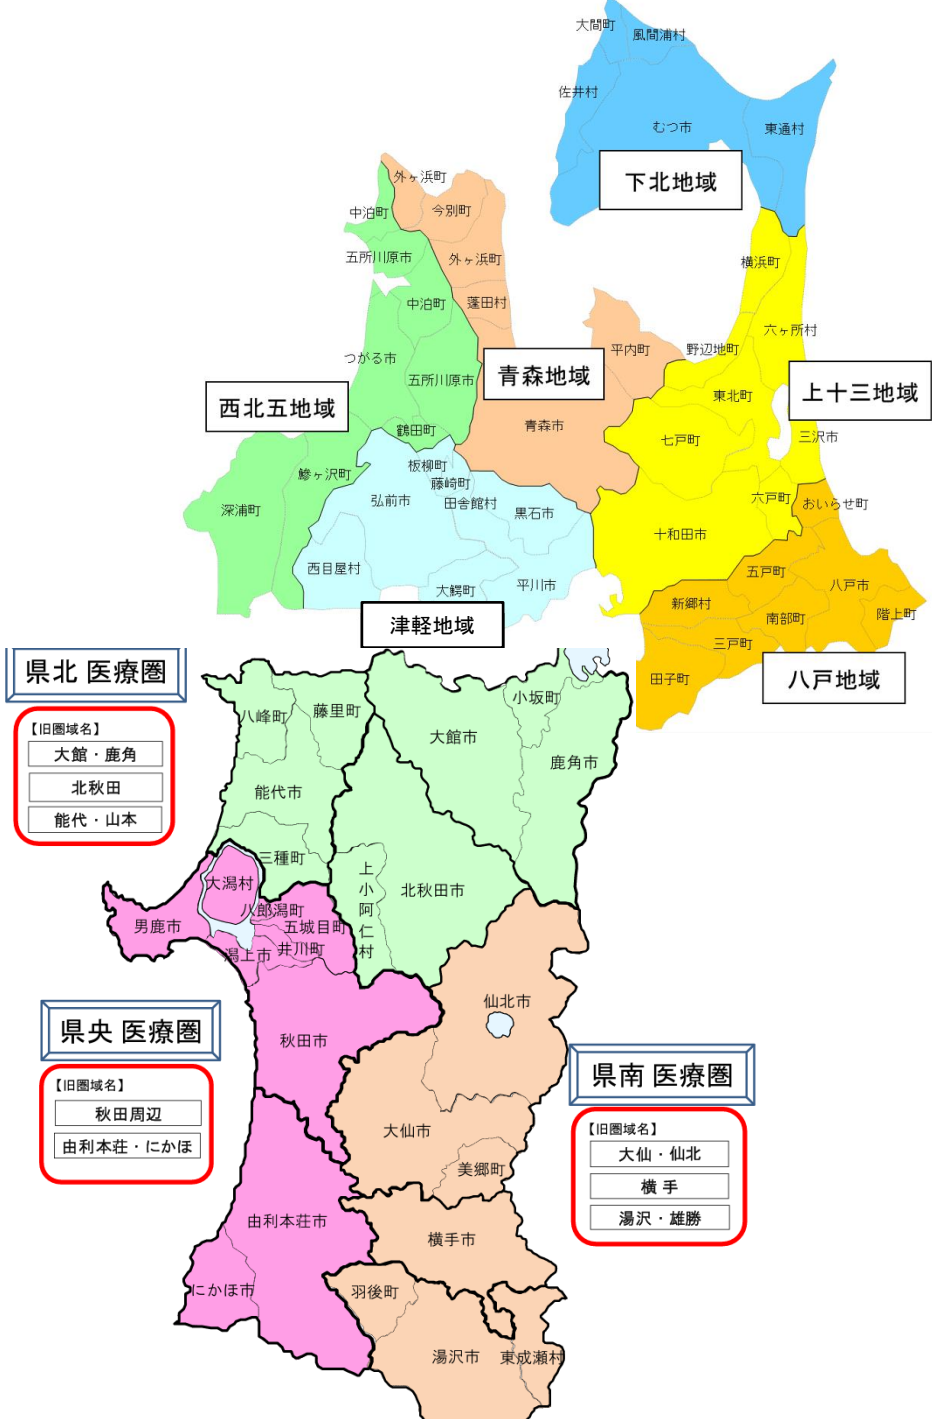 大間町
風間浦村
佐井村
むつ市
東通村
下北地域
外ヶ浜町
今別町
中泊町
五所川原市
外ヶ浜町
中泊町
蓬田村
横浜町
六ヶ所村
つがる市
五所川原市
青森地域
平内町
野辺地町
上十三地域
西北五地域
東北町
鶴田町
青森市
七戸町
三沢市
板柳町
鰺ヶ沢町
藤崎町
弘前市
田舎館村
黒石市
六戸町
おいらせ町
深浦町
十和田市
西目屋村
大鰐町
平川市
五戸町
八戸市
新郷村
南部町
階上町
津軽地域
三戸町
田子町
八戸地域
県北 医療圏
【旧圏域名】
大館・鹿角
北秋田
能代・山本
八峰町
藤里町
大館市
小坂町
鹿角市
能代市
三種町
上小阿仁村
北秋田市
大潟村
男鹿市
八郎潟町
五城目町
潟上市
井川町
仙北市
県央 医療圏
【旧圏域名】
秋田周辺
由利本荘・にかほ
秋田市
県南 医療圏
【旧圏域名】
大仙・仙北
横 手
湯沢・雄勝
大仙市
美郷町
由利本荘市
横手市
にかほ市
羽後町
湯沢市
東成瀬村